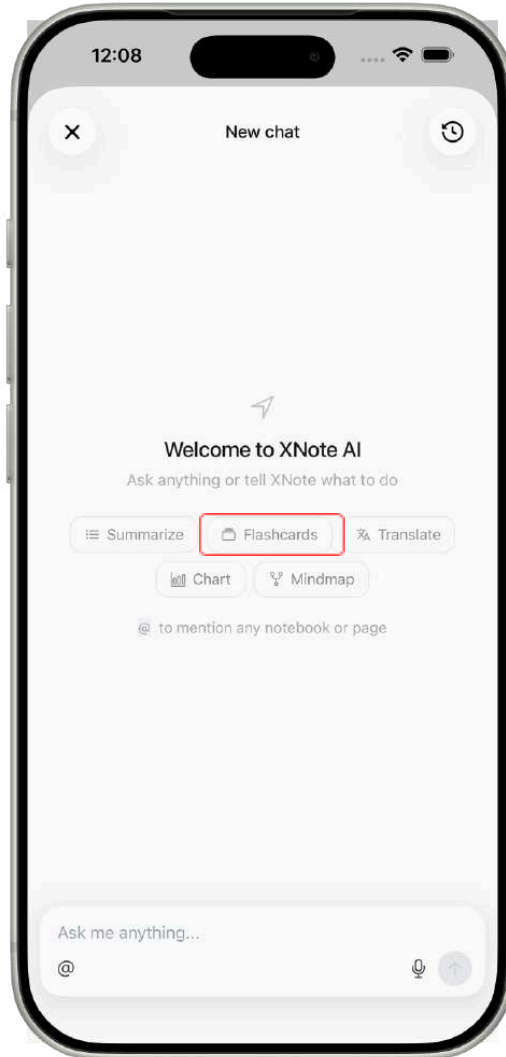 12:08
New chat
Welcome to XNote AI
Ask anything or tell XNote what to do
Summarize Flashcards Translate
Chart Mindmap
@ to mention any notebook or page
Ask me anything...
@